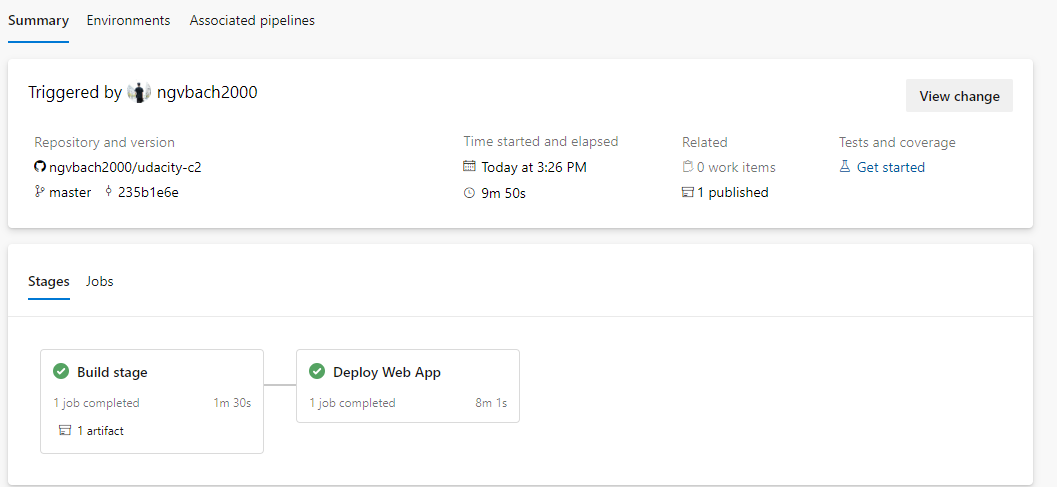 Summary Environments Associated pipelines
Triggered by ngvbach2000
View change
Repository and version
ngvbach2000/udacity-c2
master 235b1e6e
Time started and elapsed
Today at 3:26 PM
9m 50s
Related
0 work items
1 published
Tests and coverage
Get started
Stages Jobs
Build stage
1 job completed 1m 30s
1 artifact
Deploy Web App
1 job completed 8m 1s